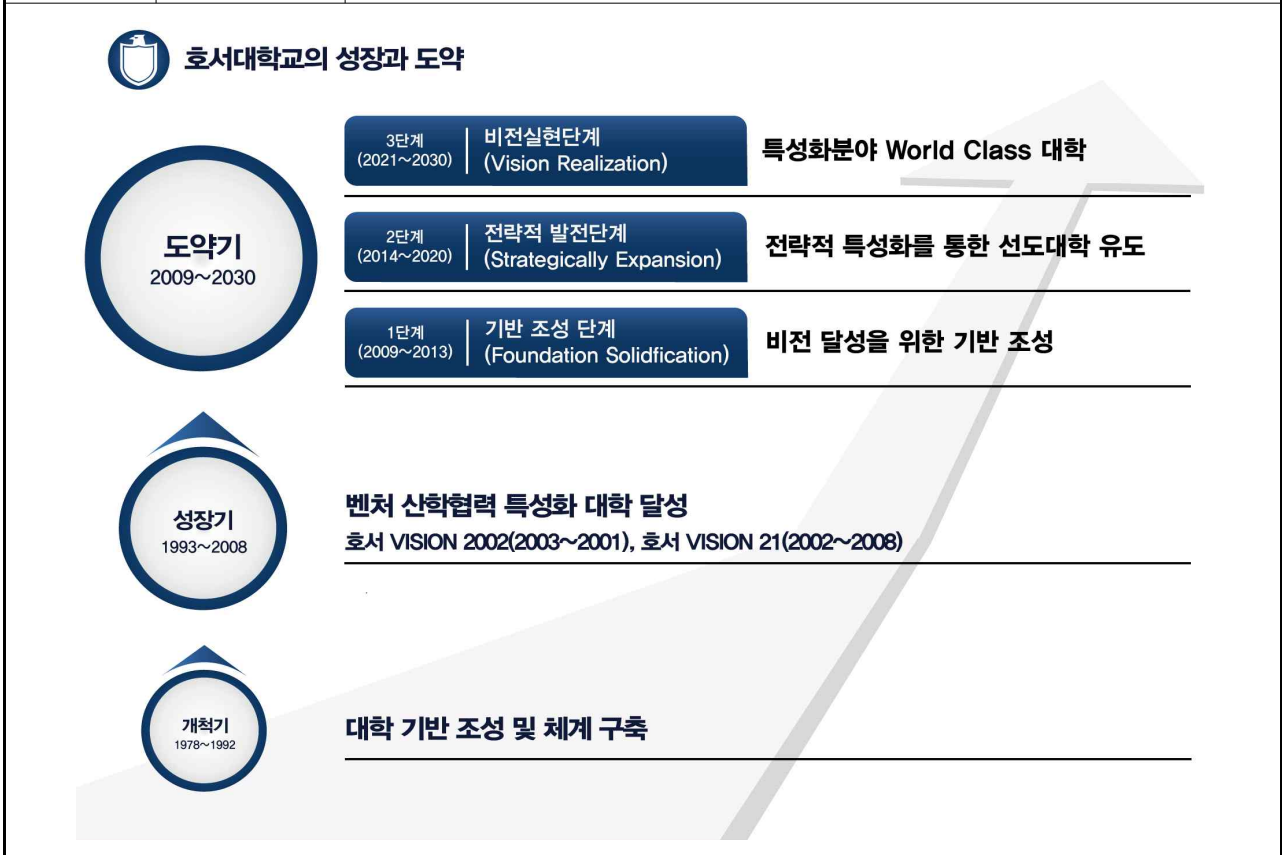 호서대학교의 성장과 도약
도약기
2009~2030
3단계
(2021~2030)
비전실현단계
(Vision Realization)
특성화분야 World Class 대학
2단계
(2014~2020)
전략적 발전단계
(Strategically Expansion)
전략적 특성화를 통한 선도대학 유도
1단계
(2009~2013)
기반 조성 단계
(Foundation Solidfication)
비전 달성을 위한 기반 조성
성장기
1993~2008
벤처 산학협력 특성화 대학 달성
호서 VISION 2002(2003~2001), 호서 VISION 21(2002~2008)
개척기
1978~1992
대학 기반 조성 및 체계 구축